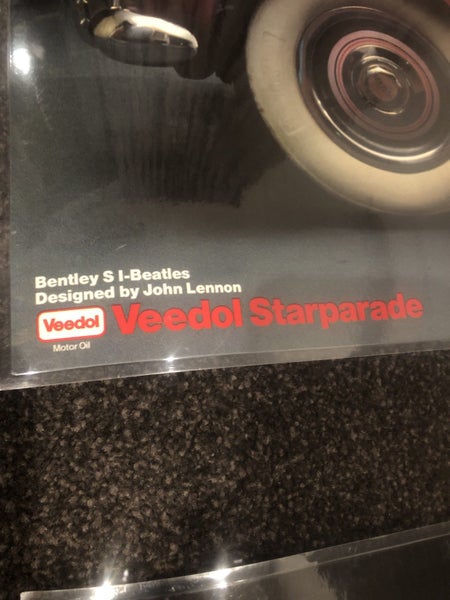 Bentley S I-Beatles
Designed by John Lennon
Veedol Veedol Starparade
Motor Oil